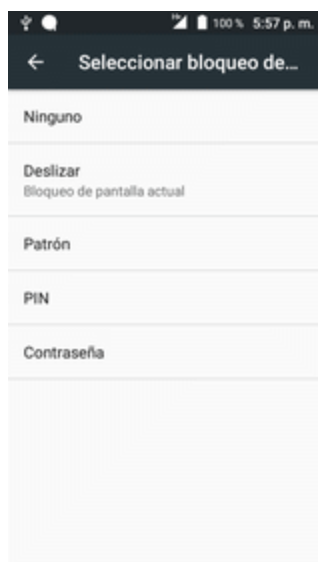 100 % 5:57 p. m.
Seleccionar bloqueo de...
Ninguno
Deslizar
Bloqueo de pantalla actual
Patrón
PIN
Contraseña